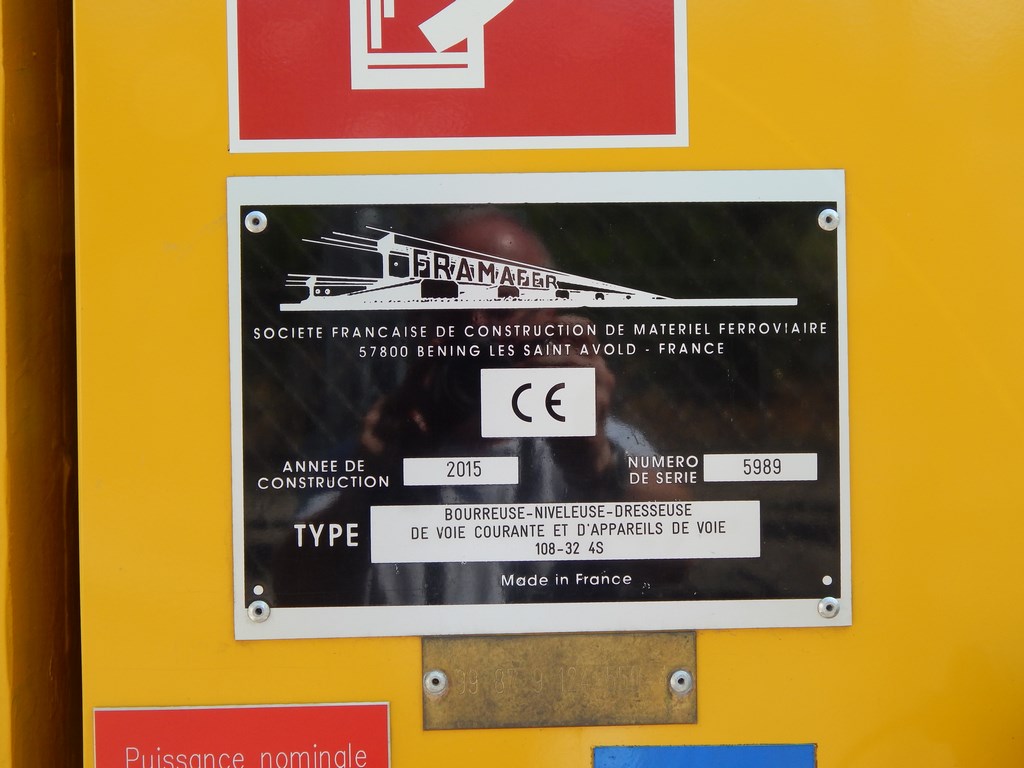 FRAMAFER
SOCIETE FRANCAISE DE CONSTRUCTION DE MATERIEL FERROVIAIRE
57800 BENING LES SAINT AVOLD - FRANCE
CE
ANNEE DE CONSTRUCTION
2015
NUMERO DE SERIE
5989
TYPE
BOURREUSE-NIVELEUSE-DRESSEUSE
DE VOIE COURANTE ET D'APPAREILS DE VOIE
108-32 4S
Made in France
Puissance nominale